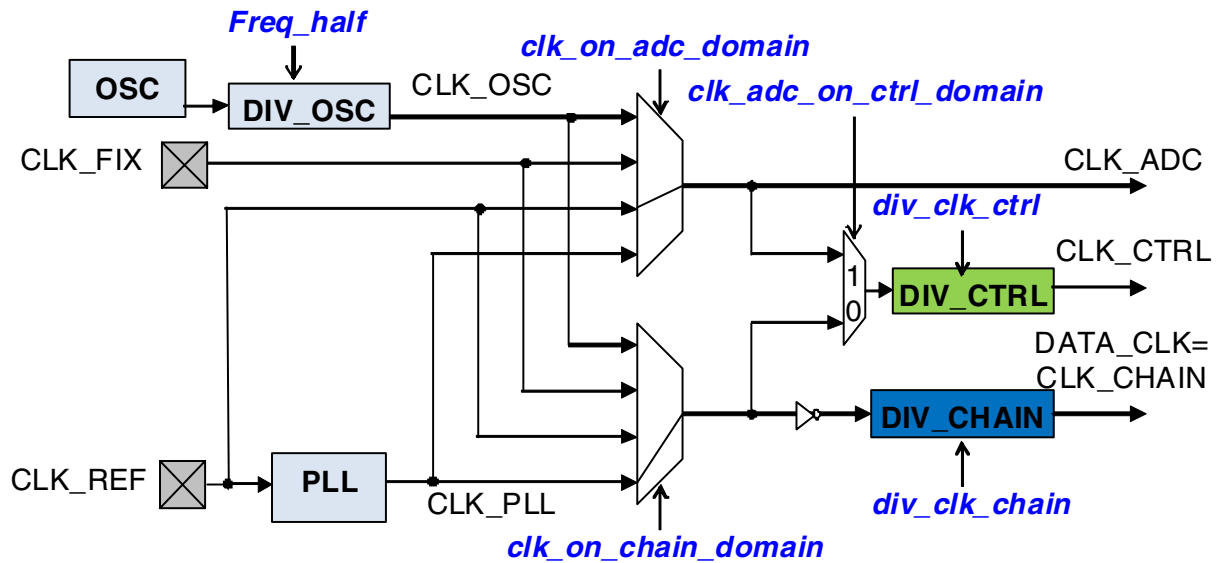 Freq_half
clk_on_adc_domain
OSC
DIV_OSC
CLK_OSC
clk_adc_on_ctrl_domain
CLK_FIX
CLK_ADC
div_clk_ctrl
CLK_CTRL
1
0
DIV_CTRL
DATA_CLK=
CLK_CHAIN
DIV_CHAIN
CLK_REF
PLL
CLK_PLL
div_clk_chain
clk_on_chain_domain